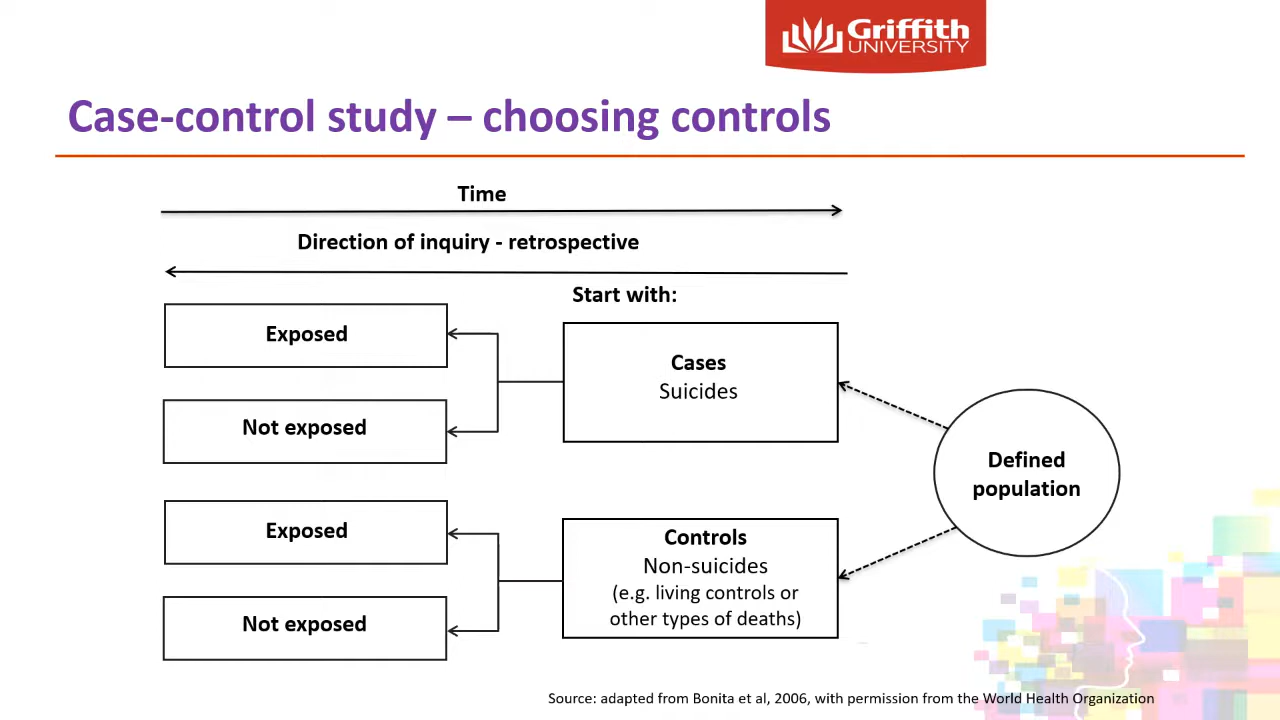 Griffith
UNIVERSITY
Case-control study – choosing controls
Time
Direction of inquiry - retrospective
Start with:
Exposed
Not exposed
Cases
Suicides
Defined
population
Exposed
Not exposed
Controls
Non-suicides
(e.g. living controls or
other types of deaths)
Source: adapted from Bonita et al, 2006, with permission from the World Health Organization